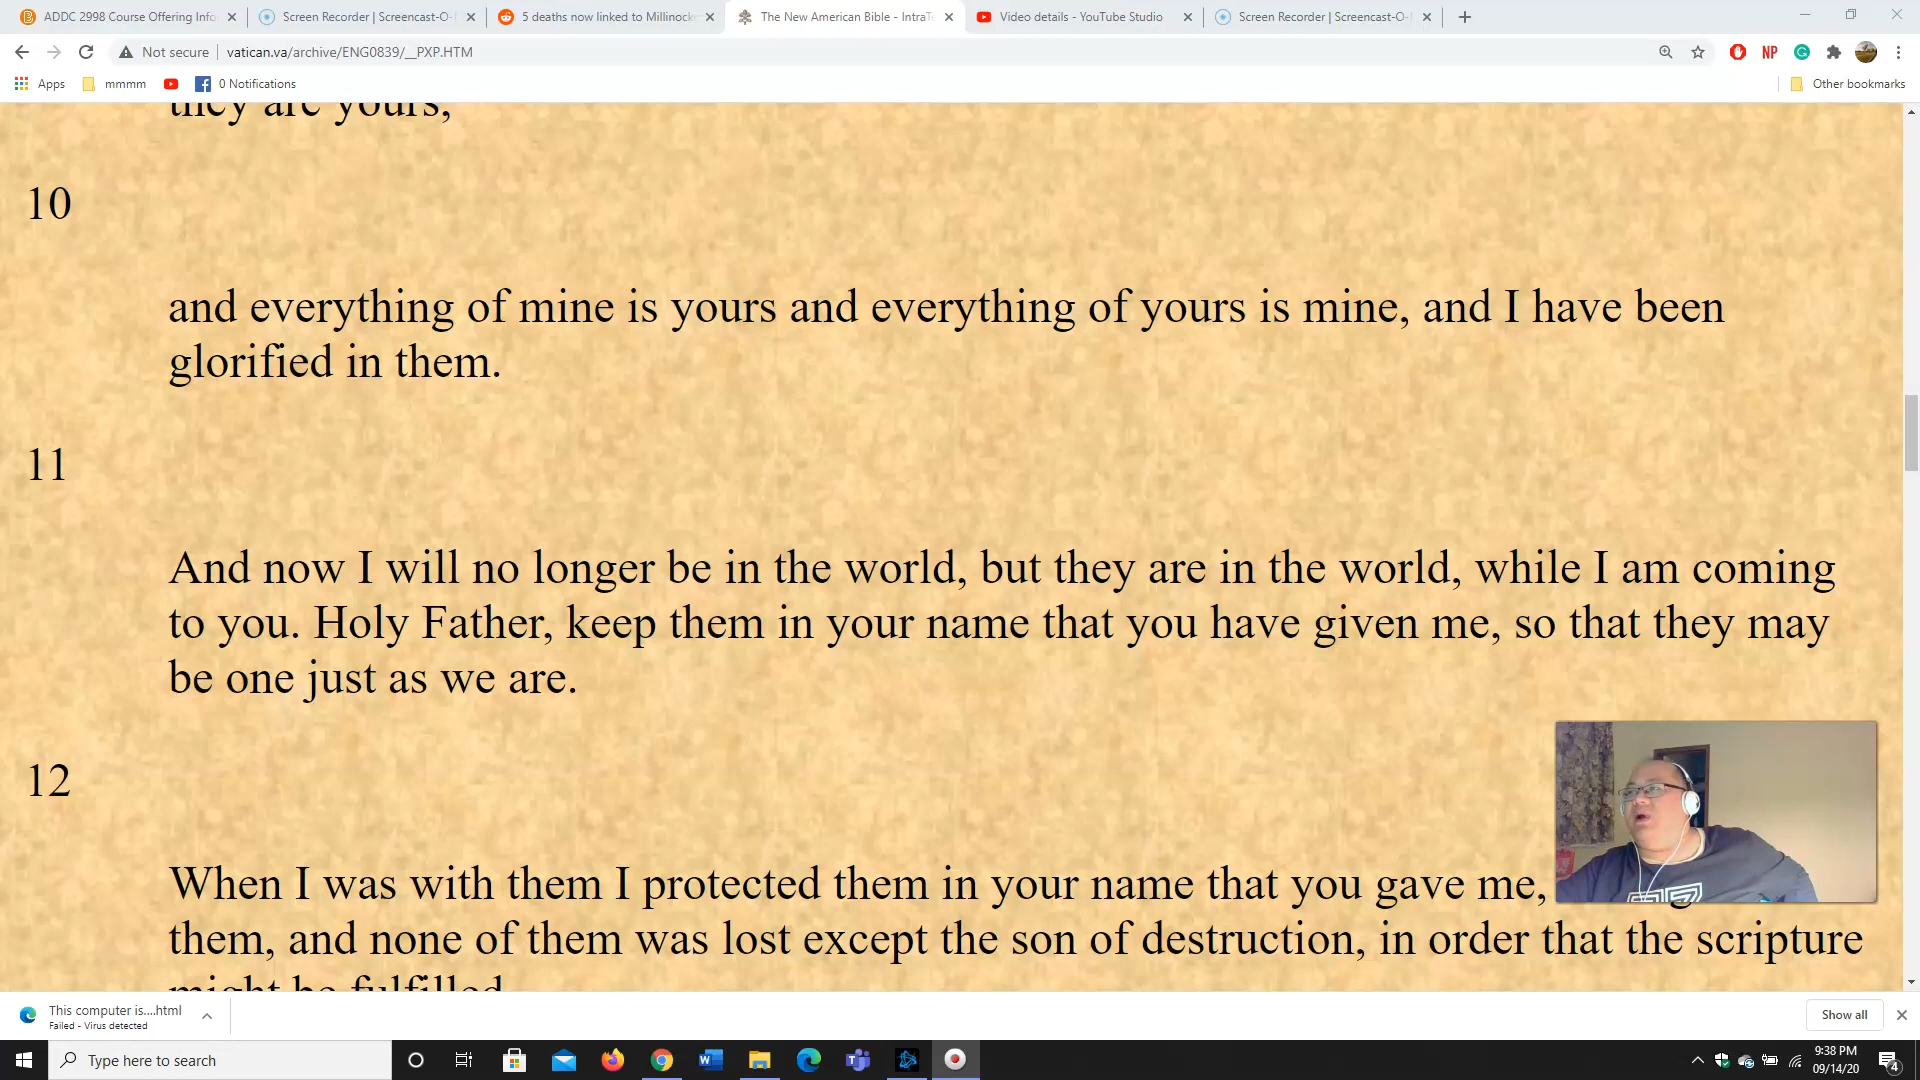 ADDC 2998 Course Offering Info
Screen Recorder | Screencast-O-
5 deaths now linked to Millinock
The New American Bible - IntraT
Video details - YouTube Studio
Screen Recorder | Screencast-O-
Not secure
vatican.va/archive/ENG0839/__PXP.HTM
NP
Apps
mmmm
0 Notifications
Other bookmarks
they are yours,
10
and everything of mine is yours and everything of yours is mine, and I have been
glorified in them.
11
And now I will no longer be in the world, but they are in the world, while I am coming
to you. Holy Father, keep them in your name that you have given me, so that they may
be one just as we are.
12
When I was with them I protected them in your name that you gave me,
them, and none of them was lost except the son of destruction, in order that the scripture
might be fulfilled
This computer is....html
Failed - Virus detected
Show all
Type here to search
9:38 PM
09/14/20
4